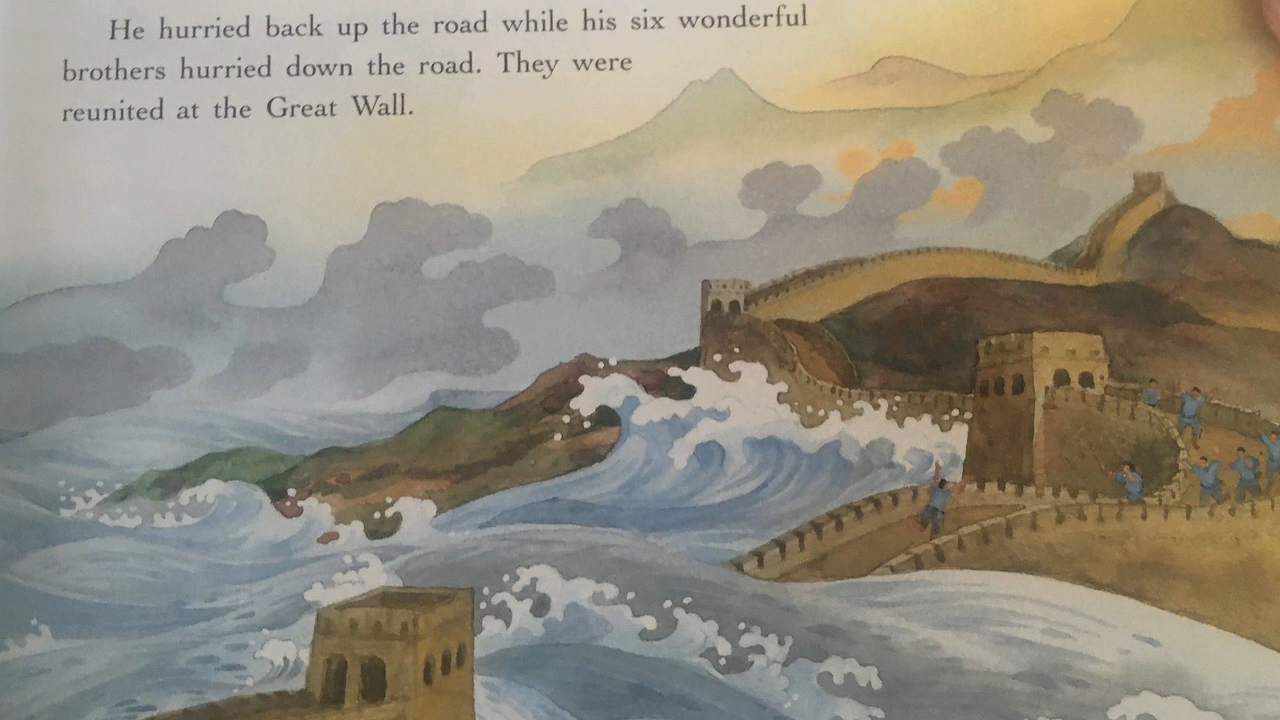 He hurried back up the road while his six wonderful
brothers hurried down the road. They were
reunited at the Great Wall.